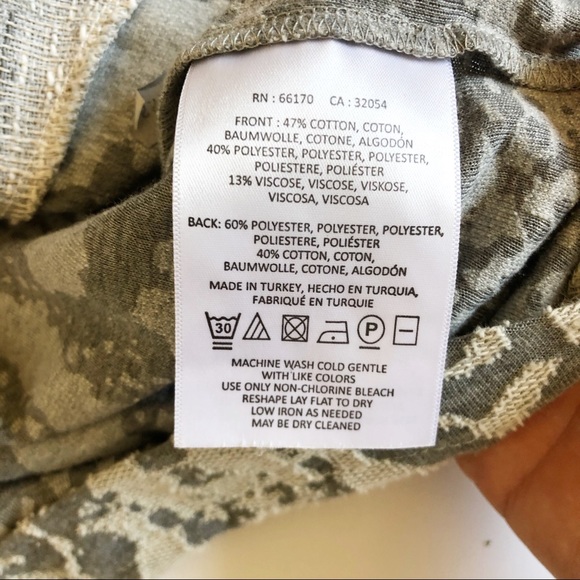 RN : 66170 CA : 32054
FRONT : 47% COTTON, COTON,
BAUMWOLLE, COTONE, ALGODÓN
40% POLYESTER, POLYESTER, POLYESTER,
POLIESTERE, POLIÉSTER
13% VISCOSE, VISCOSE, VISKOSE,
VISCOSA, VISCOSA
BACK: 60% POLYESTER, POLYESTER, POLYESTER,
POLIESTERE, POLIÉSTER
40% COTTON, COTON,
BAUMWOLLE, COTONE, ALGODÓN
MADE IN TURKEY, HECHO EN TURQUIA,
FABRIQUÉ EN TURQUIE
30 P
MACHINE WASH COLD GENTLE
WITH LIKE COLORS
USE ONLY NON-CHLORINE BLEACH
RESHAPE LAY FLAT TO DRY
LOW IRON AS NEEDED
MAY BE DRY CLEANED